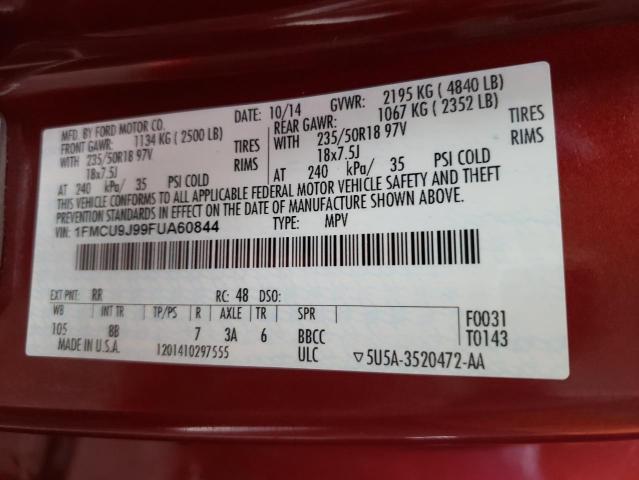 MFD. BY FORD MOTOR CO.
DATE: 10/14 GVWR: 2195 KG ( 4840 LB)
FRONT GAWR: 1134 KG ( 2500 LB) REAR GAWR: 1067 KG ( 2352 LB)
WITH 235/50R18 97V TIRES WITH 235/50R18 97V TIRES
18x7.5J RIMS 18x7.5J RIMS
AT 240 kPa/ 35 PSI COLD AT 240 kPa/ 35 PSI COLD
THIS VEHICLE CONFORMS TO ALL APPLICABLE FEDERAL MOTOR VEHICLE SAFETY AND THEFT
PREVENTION STANDARDS IN EFFECT ON THE DATE OF MANUFACTURE SHOWN ABOVE.
VIN: 1FMCU9J99FUA60844 TYPE: MPV
EXT PNT: RR RC: 48 DSO:
WB INT TR TP/PS R AXLE TR SPR F0031
105 8B 7 3A 6 BBCC T0143
MADE IN U.S.A. 1201410297555 ULC ▽5U5A-3520472-AA